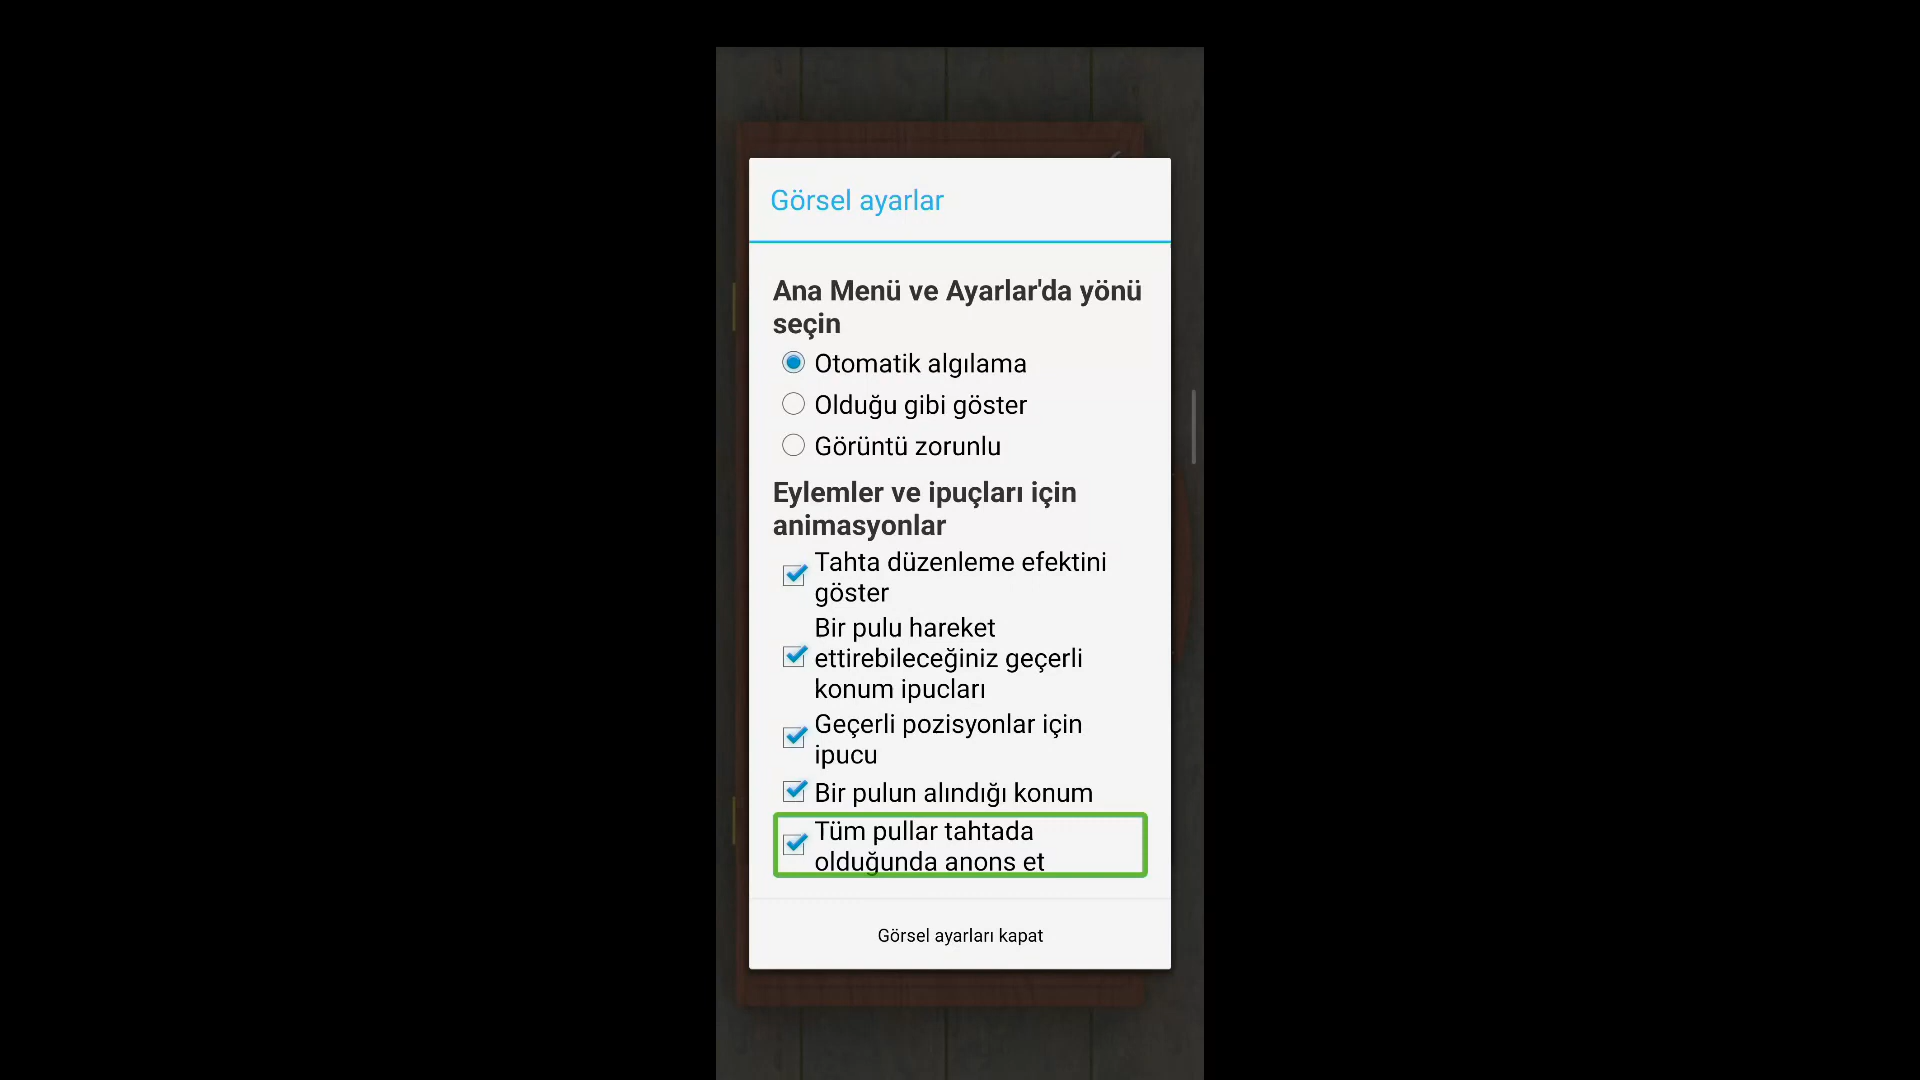 Görsel ayarlar
Ana Menü ve Ayarlar'da yönü
seçin
Otomatik algılama
Olduğu gibi göster
Görüntü zorunlu
Eylemler ve ipuçları için
animasyonlar
Tahta düzenleme efektini
göster
Bir pulu hareket
ettirebileceğiniz geçerli
konum ipucları
Geçerli pozisyonlar için
ipucu
Bir pulun alındığı konum
Tüm pullar tahtada
olduğunda anons et
Görsel ayarları kapat